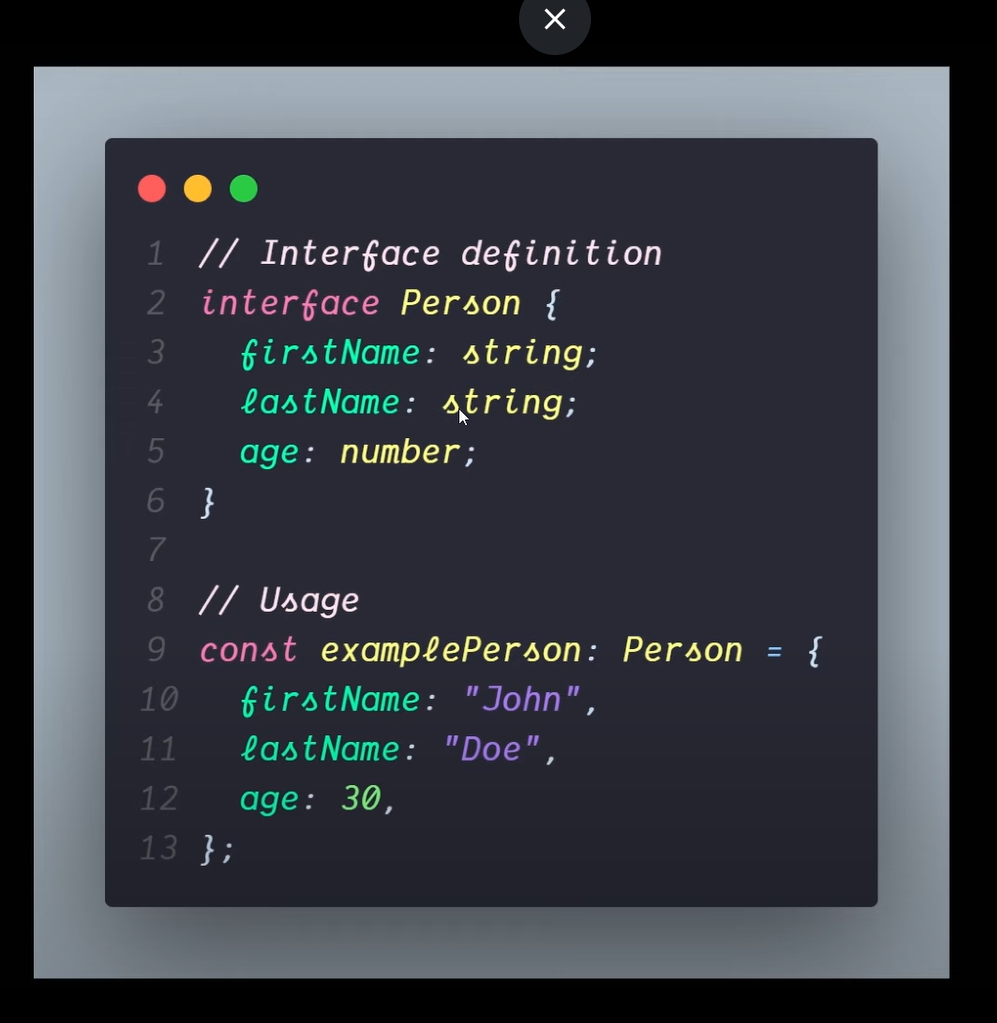 1 // Interface definition
2 interface Person {
3   firstName: string;
4   lastName: string;
5   age: number;
6 }
7
8 // Usage
9 const examplePerson: Person = {
10   firstName: "John",
11   lastName: "Doe",
12   age: 30,
13 };